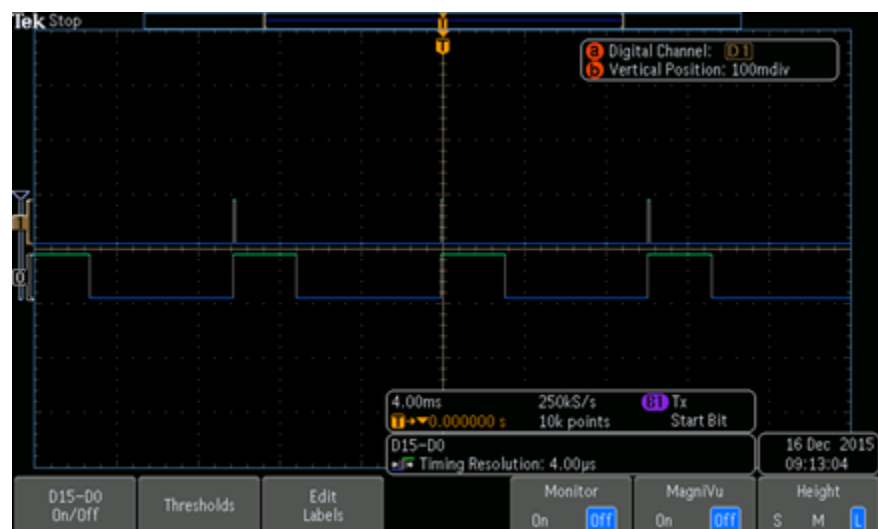 Tek Stop
T
a Digital Channel: D1
b Vertical Position: 100mdiv
1
0
4.00ms 250kS/s B1 Tx
T→▼0.000000 s 10k points Start Bit
D15-D0
Timing Resolution: 4.00µs
16 Dec 2015
09:13:04
D15-D0
On/Off
Thresholds
Edit
Labels
Monitor
On Off
MagniVu
On Off
Height
S M L